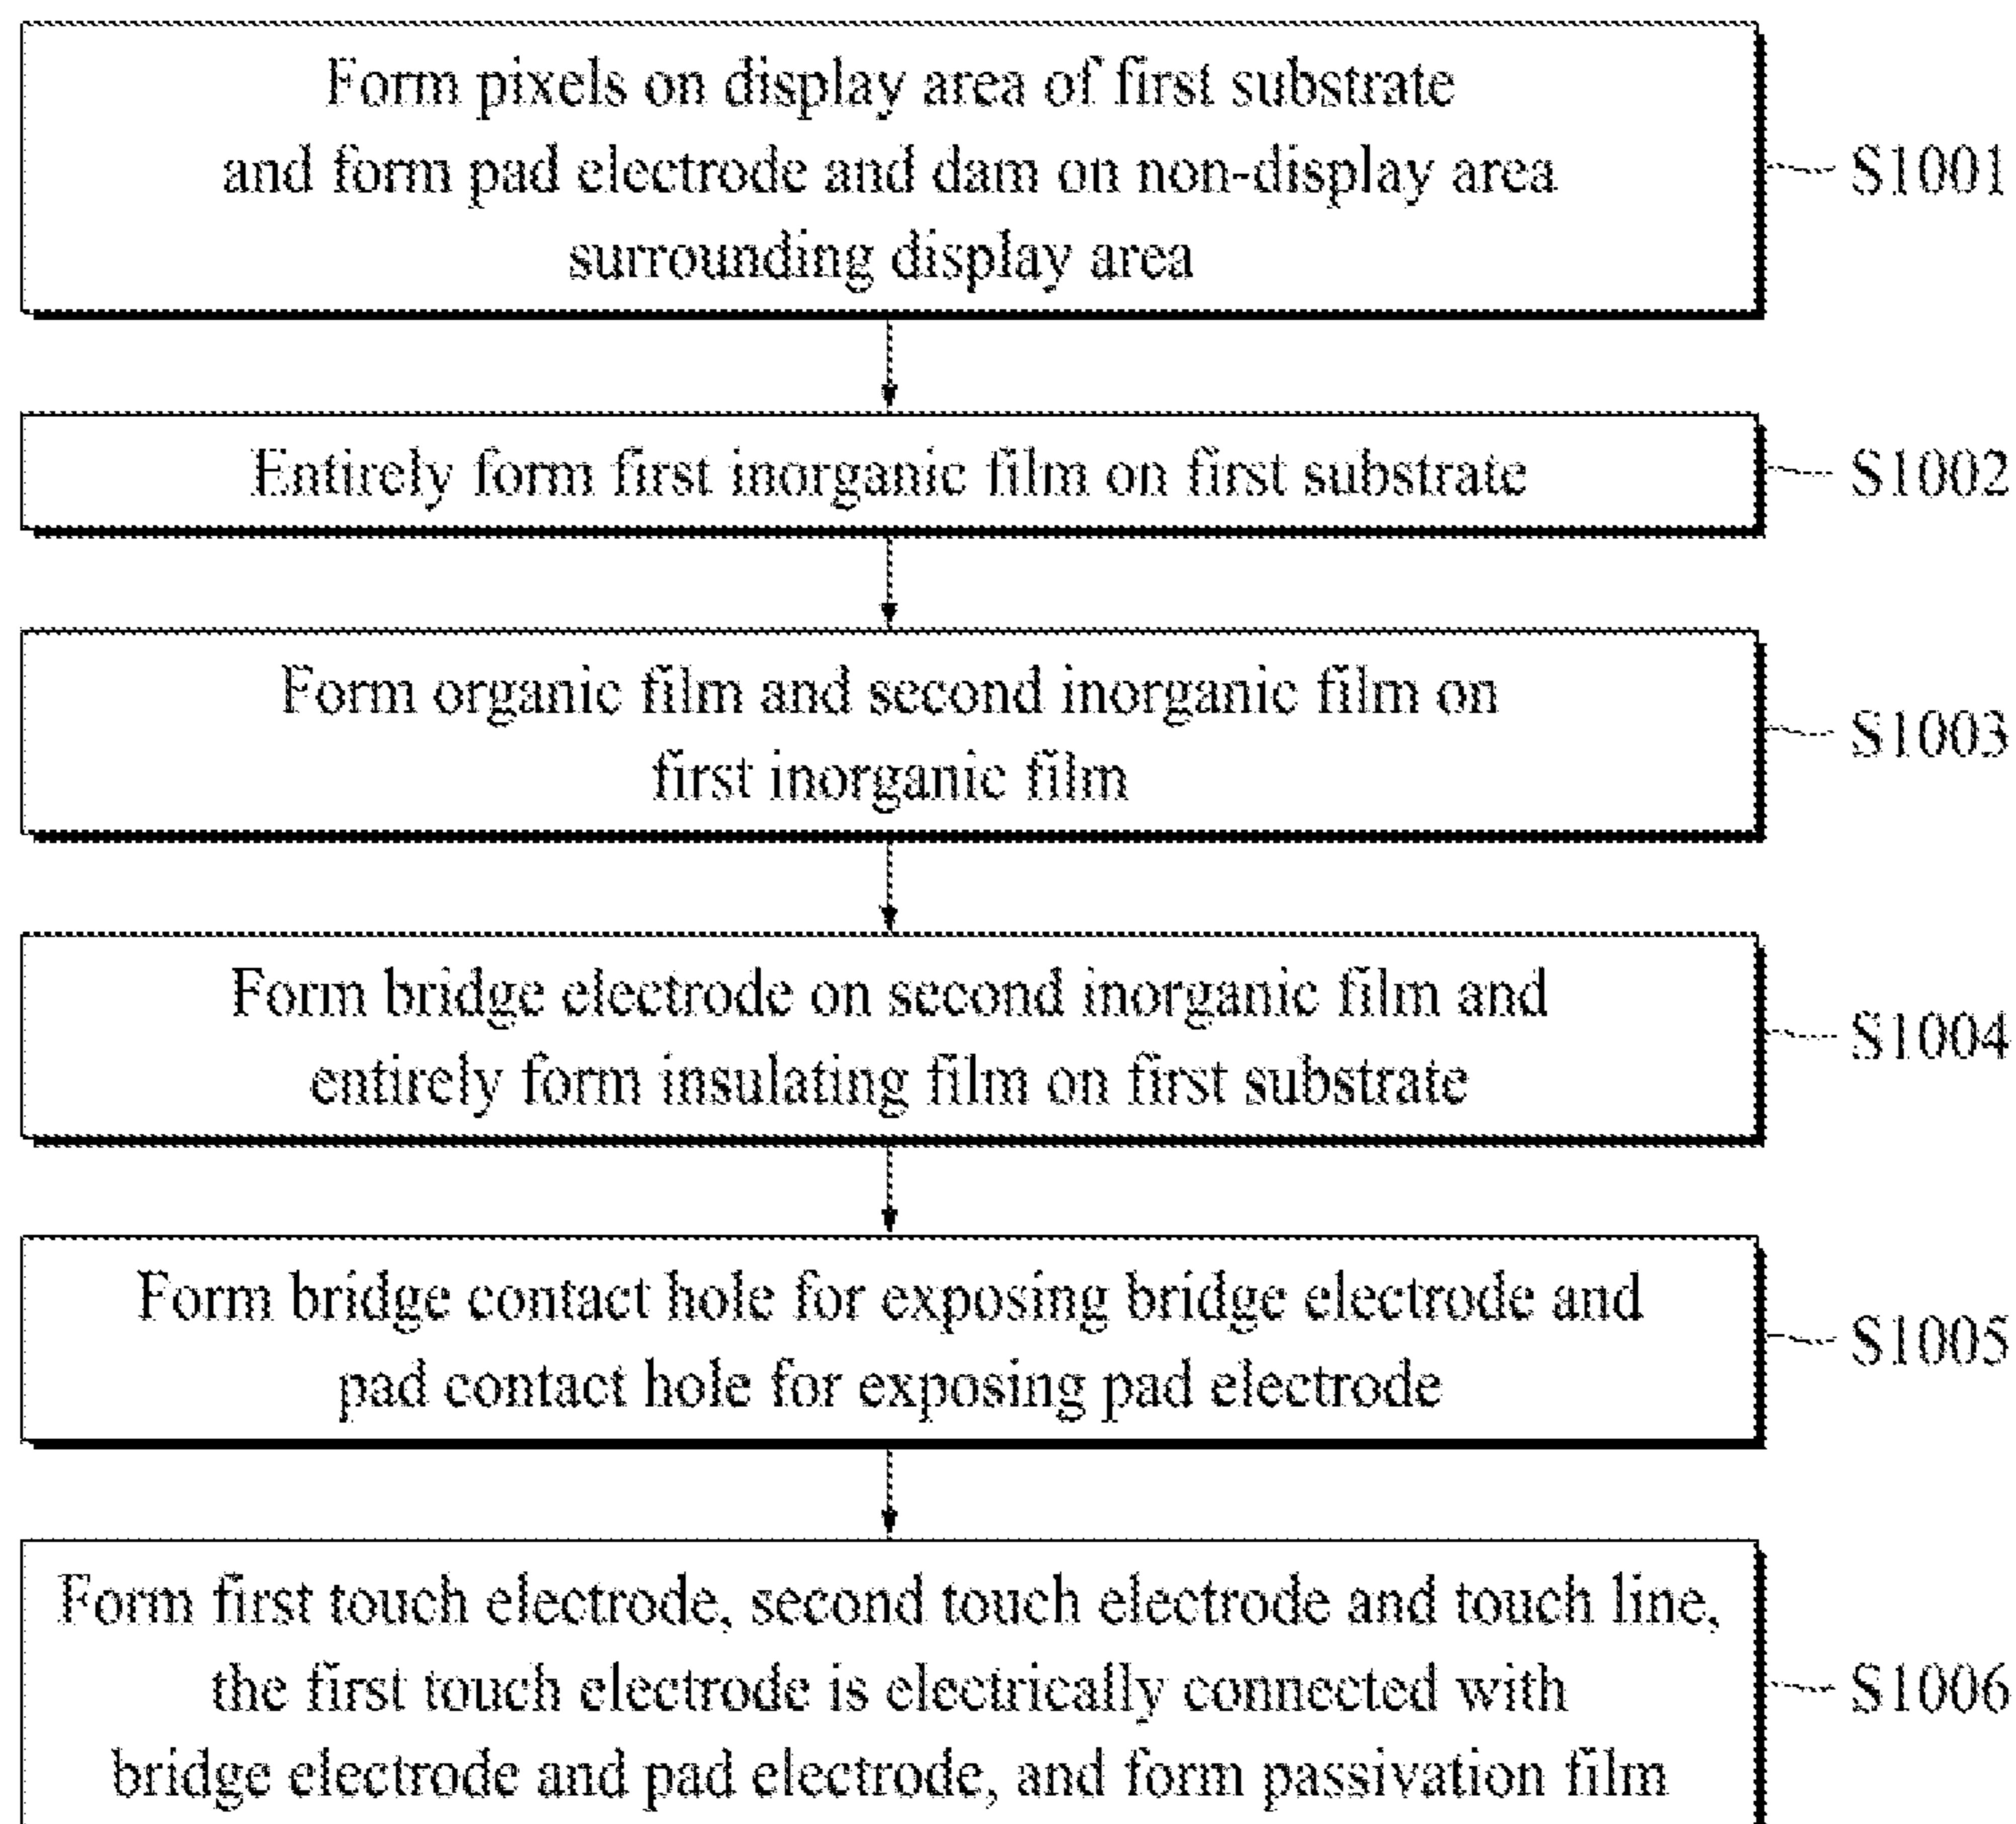 Form pixels on display area of first substrate
and form pad electrode and dam on non-display area
surrounding display area
S1001
Entirely form first inorganic film on first substrate
S1002
Form organic film and second inorganic film on
first inorganic film
S1003
Form bridge electrode on second inorganic film and
entirely form insulating film on first substrate
S1004
Form bridge contact hole for exposing bridge electrode and
pad contact hole for exposing pad electrode
S1005
Form first touch electrode, second touch electrode and touch line,
the first touch electrode is electrically connected with
bridge electrode and pad electrode, and form passivation film
S1006